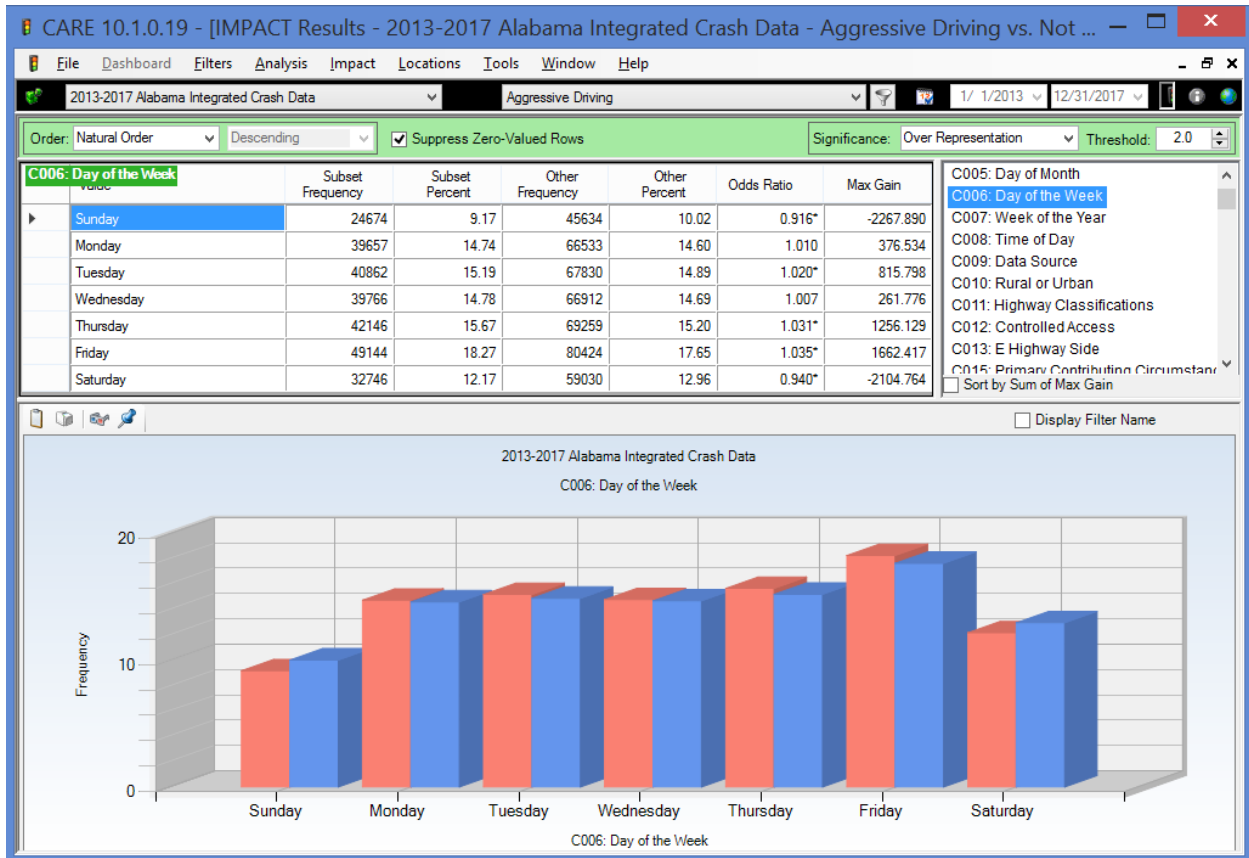 CARE 10.1.0.19 - [IMPACT Results - 2013-2017 Alabama Integrated Crash Data - Aggressive Driving vs. Not ...
File Dashboard Filters Analysis Impact Locations Tools Window Help
2013-2017 Alabama Integrated Crash Data Aggressive Driving 1/ 1/2013 12/31/2017
Order: Natural Order Descending Suppress Zero-Valued Rows Significance: Over Representation Threshold: 2.0
C006: Day of the Week
Value Subset Frequency Subset Percent Other Frequency Other Percent Odds Ratio Max Gain
Sunday 24674 9.17 45634 10.02 0.916* -2267.890
Monday 39657 14.74 66533 14.60 1.010 376.534
Tuesday 40862 15.19 67830 14.89 1.020* 815.798
Wednesday 39766 14.78 66912 14.69 1.007 261.776
Thursday 42146 15.67 69259 15.20 1.031* 1256.129
Friday 49144 18.27 80424 17.65 1.035* 1662.417
Saturday 32746 12.17 59030 12.96 0.940* -2104.764
C005: Day of Month
C006: Day of the Week
C007: Week of the Year
C008: Time of Day
C009: Data Source
C010: Rural or Urban
C011: Highway Classifications
C012: Controlled Access
C013: E Highway Side
C015: Primary Contributing Circumstanc
Sort by Sum of Max Gain
Display Filter Name
2013-2017 Alabama Integrated Crash Data
C006: Day of the Week
Frequency
20
10
0
Sunday Monday Tuesday Wednesday Thursday Friday Saturday
C006: Day of the Week